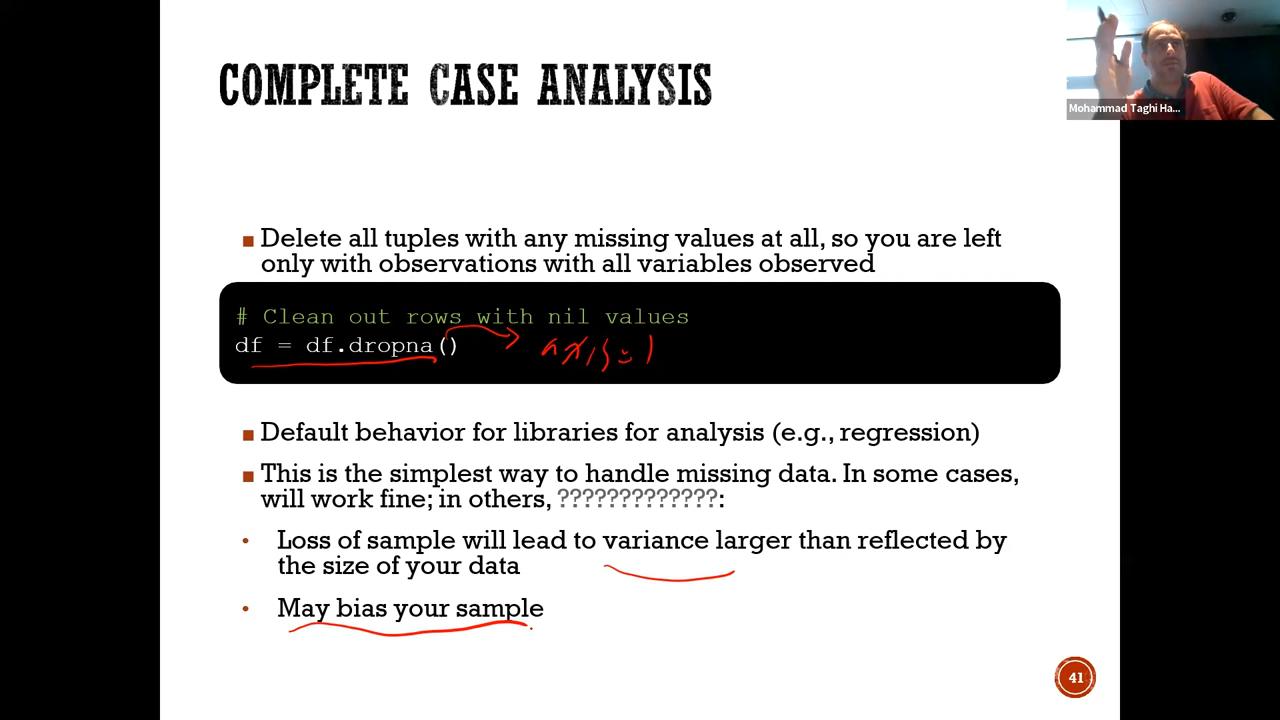 COMPLETE CASE ANALYSIS
Mohammad Taghi Ha...
▪ Delete all tuples with any missing values at all, so you are left
only with observations with all variables observed
# Clean out rows with nil values
df = df.dropna()
axis=1
▪ Default behavior for libraries for analysis (e.g., regression)
▪ This is the simplest way to handle missing data. In some cases,
will work fine; in others, ?????????????:
• Loss of sample will lead to variance larger than reflected by
the size of your data
• May bias your sample
41